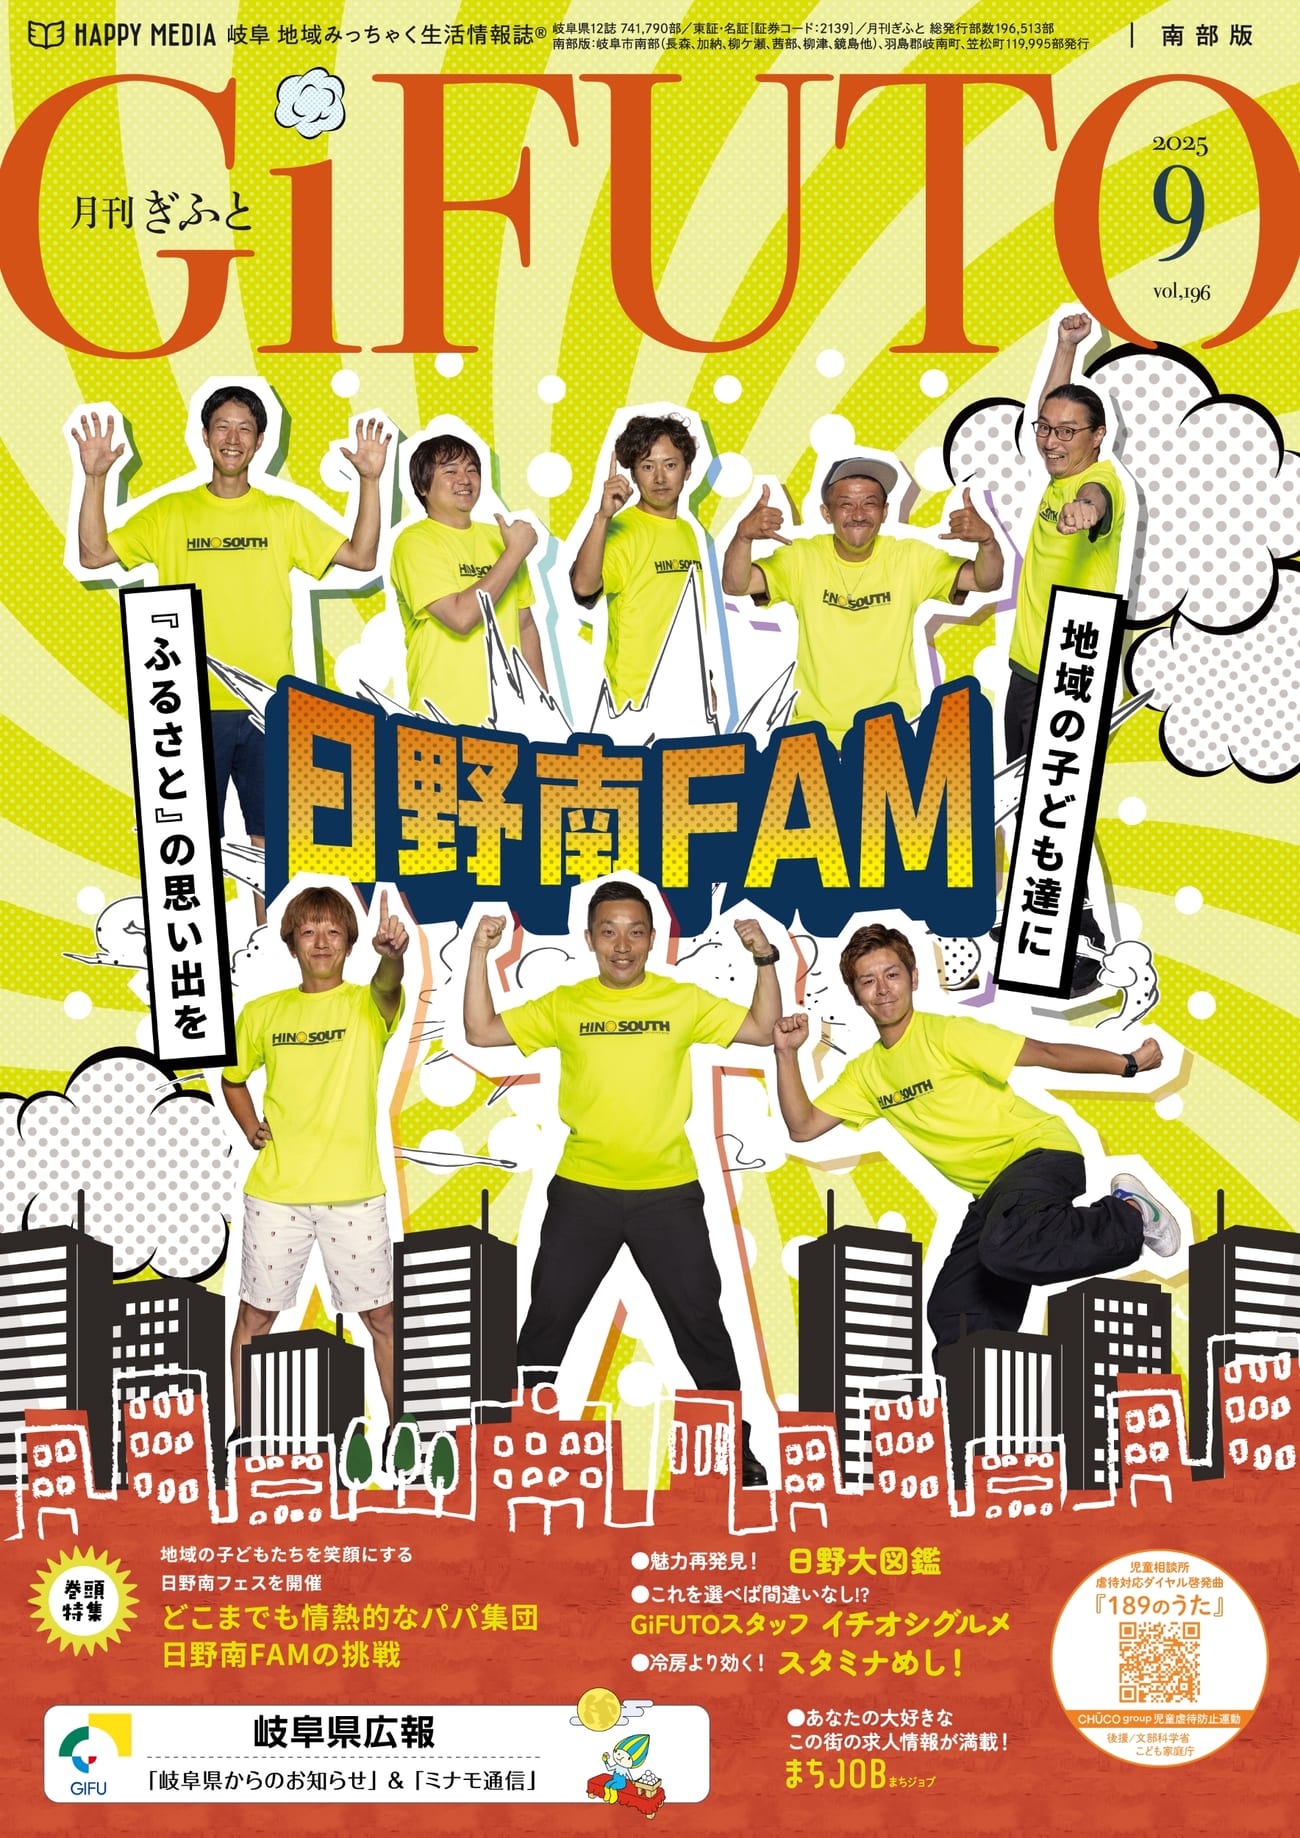 HAPPY MEDIA 岐阜 地域みっちゃく生活情報誌®
岐阜県12誌 741,790部／東証・名証[証券コード:2139]／月刊ぎふと 総発行部数196,513部
南部版:岐阜市南部(長森、加納、柳ケ瀬、茜部、柳津、鏡島他)、羽島郡岐南町、笠松町119,995部発行
南部版
GiFUTO
月刊ぎふと
2025
9
vol,196
HINOSOUTH
HINOSO
HINOSOUT
HINOSOUTH
地域の子ども達に
『ふるさと』の思い出を
日野南FAM
HINOSOUT
HINOSOUTH
HINOSOUTH
巻頭
特集
地域の子どもたちを笑顔にする
日野南フェスを開催
どこまでも情熱的なパパ集団
日野南FAMの挑戦
●魅力再発見! 日野大図鑑
●これを選べば間違いなし!?
GiFUTOスタッフ イチオシグルメ
●冷房より効く! スタミナめし!
●あなたの大好きな
この街の求人情報が満載!
まちJOBまちジョブ
児童相談所
虐待対応ダイヤル啓発曲
『189のうた』
CHŪCO group 児童虐待防止運動
後援/文部科学省
こども家庭庁
GIFU
岐阜県広報
「岐阜県からのお知らせ」&「ミナモ通信」